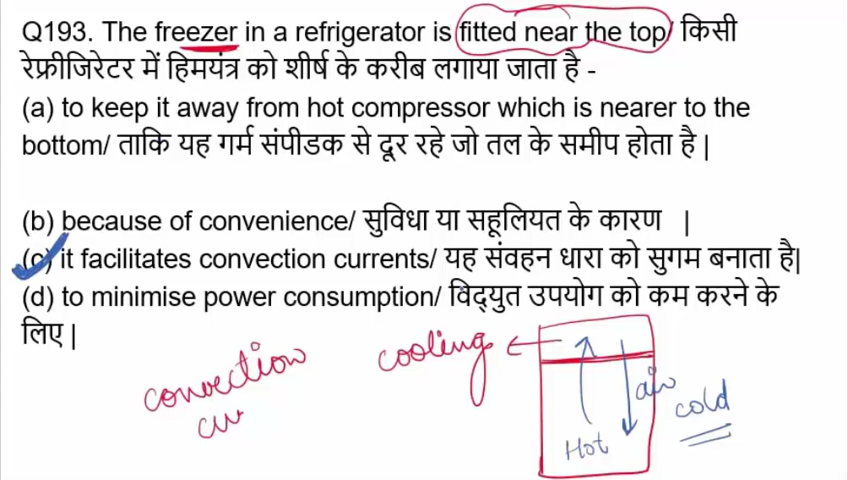 Q193. The freezer in a refrigerator is fitted near the top/ किसी
रेफ्रीजिरेटर में हिमयंत्र को शीर्ष के करीब लगाया जाता है -
(a) to keep it away from hot compressor which is nearer to the
bottom/ ताकि यह गर्म संपीडक से दूर रहे जो तल के समीप होता है |
(b) because of convenience/ सुविधा या सहूलियत के कारण |
(c) it facilitates convection currents/ यह संवहन धारा को सुगम बनाता है|
(d) to minimise power consumption/ विद्युत उपयोग को कम करने के
लिए |
cooling
convection
air
cold
Hot